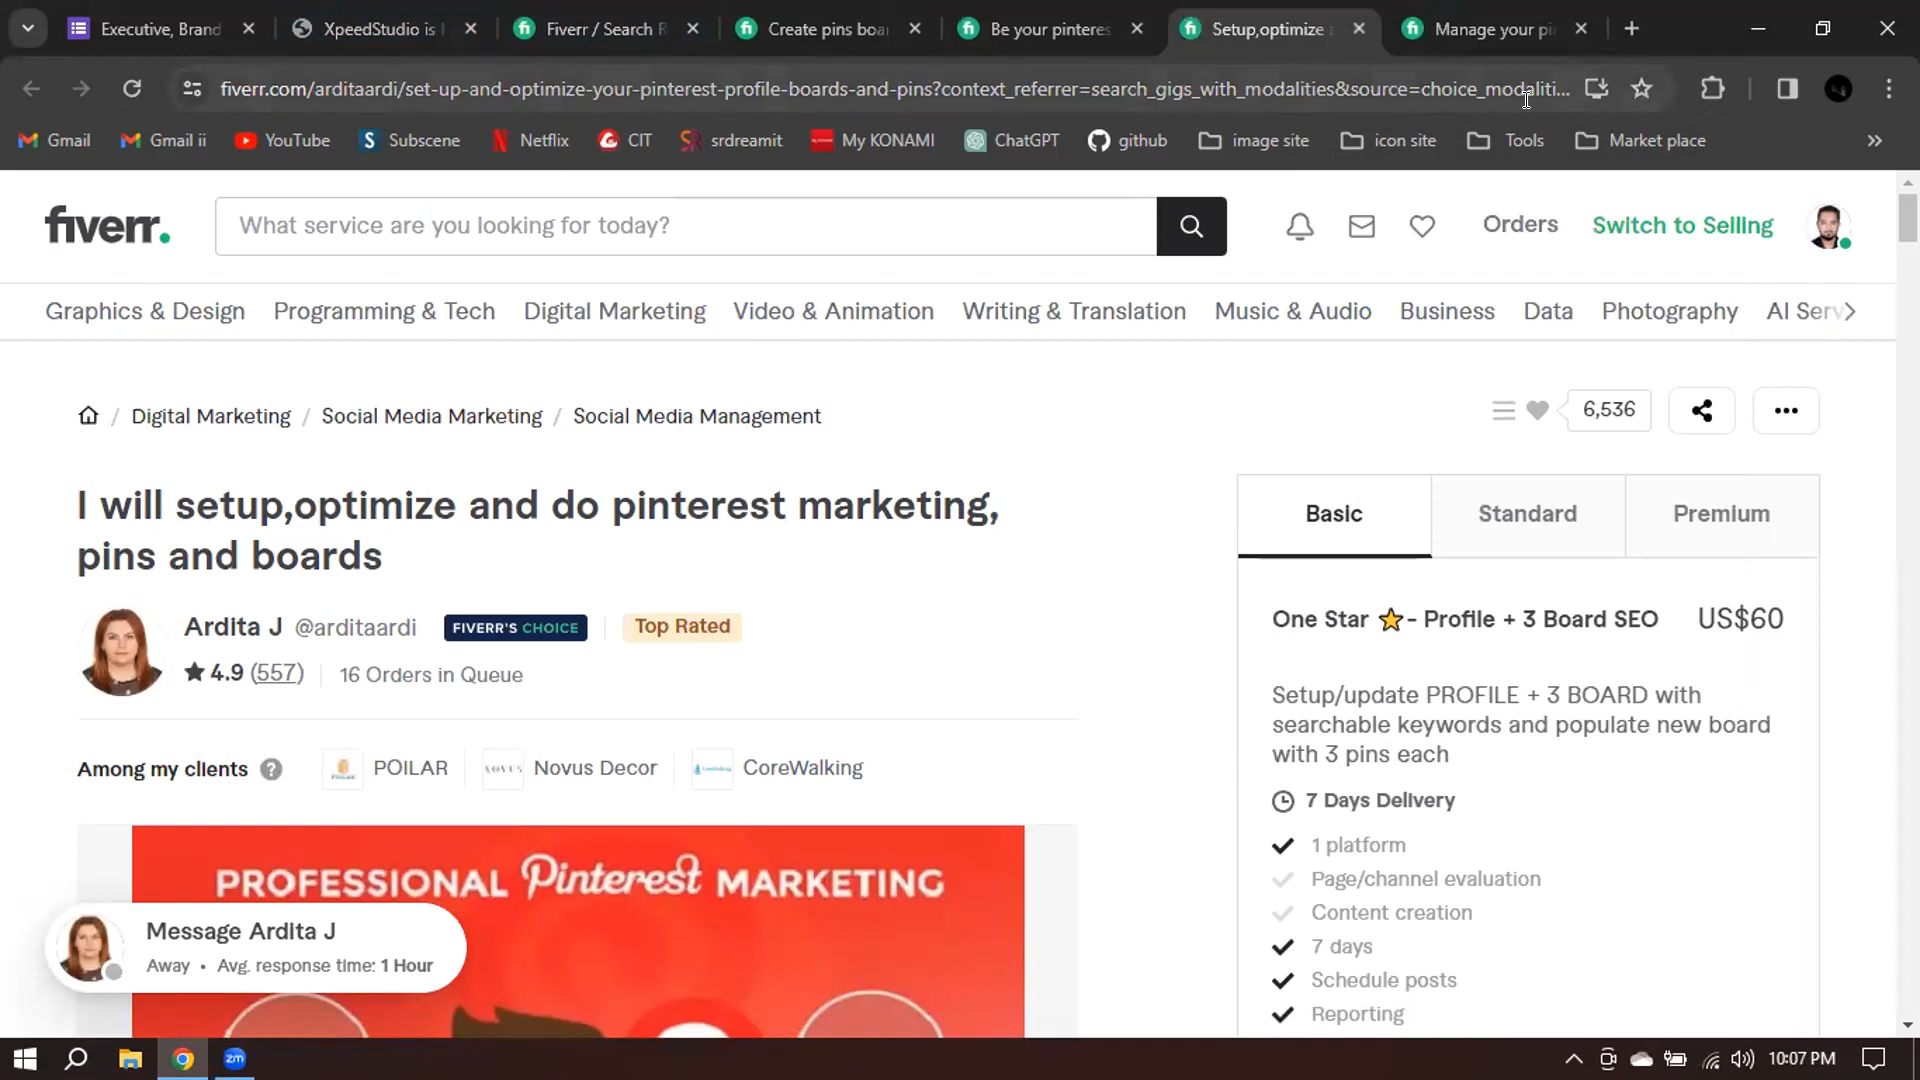 Executive, Brand
XpeedStudio is
Fiverr / Search R
Create pins boa
Be your pintere
Setup,optimize
Manage your pi
fiverr.com/arditaardi/set-up-and-optimize-your-pinterest-profile-boards-and-pins?context_referrer=search_gigs_with_modalities&source=choice_modaliti...
Gmail
Gmail ii
YouTube
Subscene
Netflix
CIT
srdreamit
My KONAMI
ChatGPT
github
image site
icon site
Tools
Market place
fiverr.
What service are you looking for today?
Orders
Switch to Selling
Graphics & Design
Programming & Tech
Digital Marketing
Video & Animation
Writing & Translation
Music & Audio
Business
Data
Photography
AI Serv
Digital Marketing / Social Media Marketing / Social Media Management
6,536
I will setup,optimize and do pinterest marketing,
pins and boards
Ardita J @arditaardi
FIVERR'S CHOICE
Top Rated
4.9 (557)
16 Orders in Queue
Among my clients
POILAR
NOVUS
Novus Decor
CoreWalking
PROFESSIONAL Pinterest MARKETING
Message Ardita J
Away • Avg. response time: 1 Hour
Basic
Standard
Premium
One Star ⭐- Profile + 3 Board SEO
US$60
Setup/update PROFILE + 3 BOARD with
searchable keywords and populate new board
with 3 pins each
7 Days Delivery
1 platform
Page/channel evaluation
Content creation
7 days
Schedule posts
Reporting
zm
10:07 PM